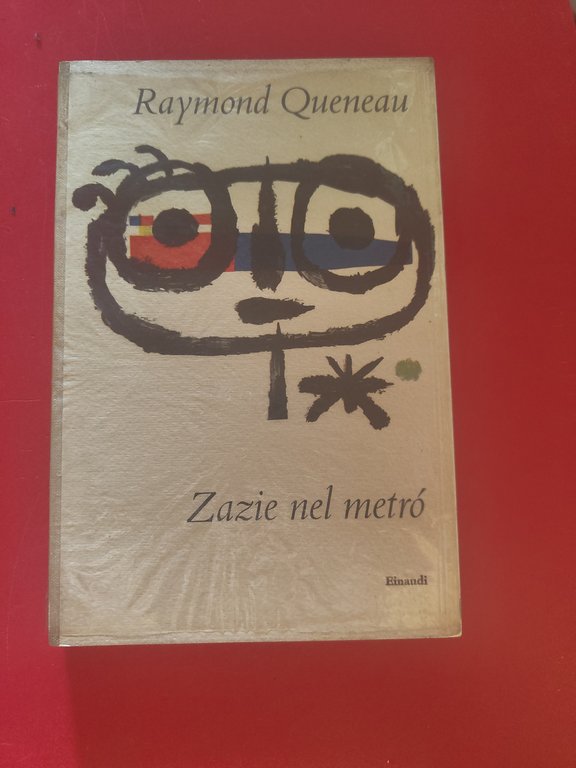 Raymond Queneau
Zazie nel metró
Einaudi